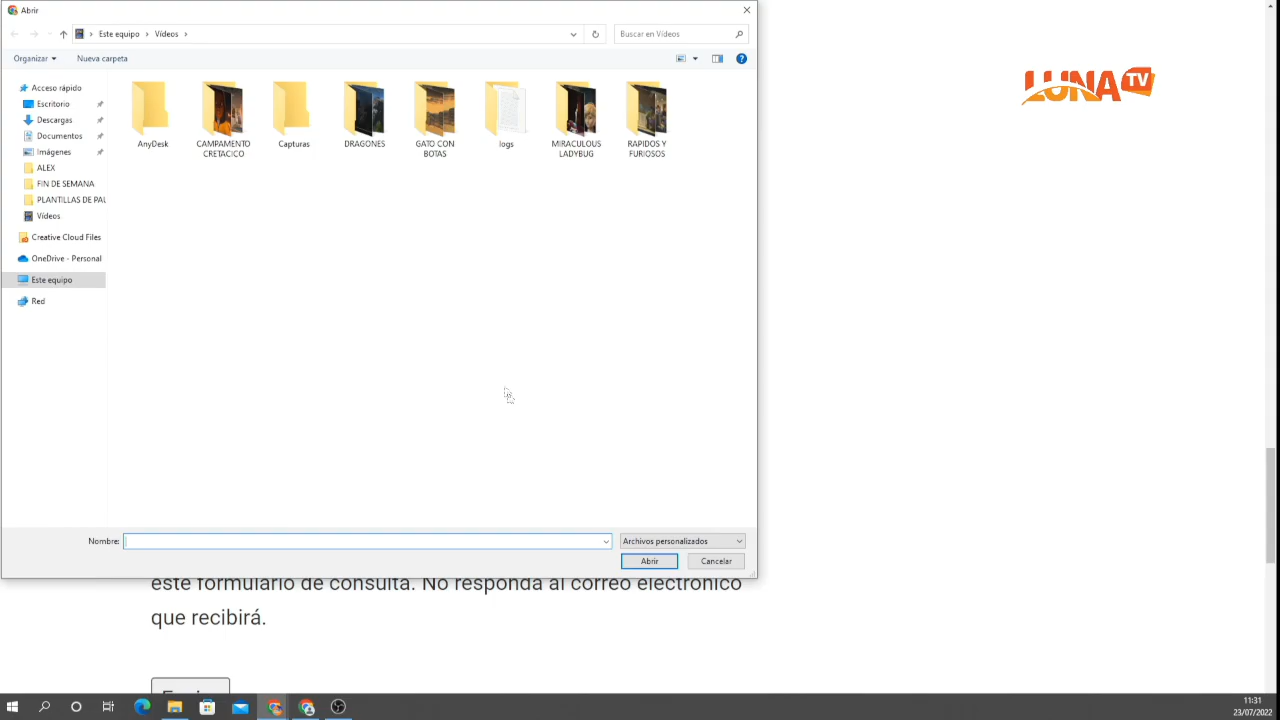 Abrir
Este equipo
Vídeos
Buscar en Vídeos
Organizar
Nueva carpeta
Acceso rápido
Escritorio
Descargas
Documentos
Imágenes
ALEX
FIN DE SEMANA
PLANTILLAS DE PAU
Vídeos
Creative Cloud Files
OneDrive - Personal
Este equipo
Red
AnyDesk
CAMPAMENTO
CRETACICO
Capturas
DRAGONES
GATO CON
BOTAS
logs
MIRACULOUS
LADYBUG
RAPIDOS Y
FURIOSOS
LUNA TV
Nombre:
Archivos personalizados
Abrir
Cancelar
este formulario de consulta. No responda al correo electrónico
que recibirá.
11:31
23/07/2022